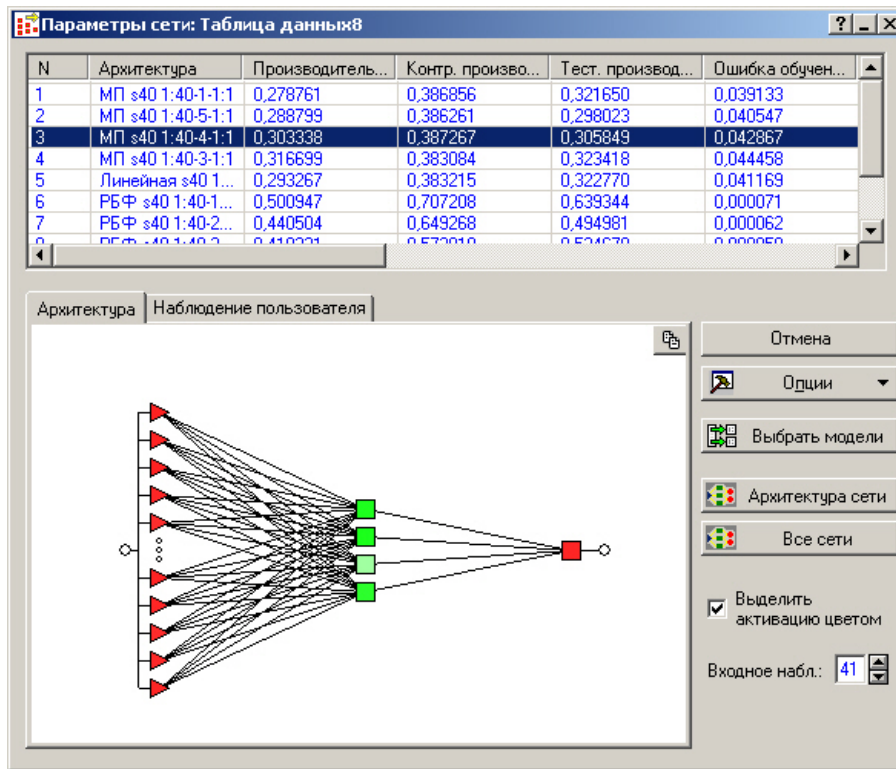 Параметры сети: Таблица данных8
N Архитектура Производитель... Контр. произво... Тест. производ... Ошибка обучен...
1 МП s40 1:40-1-1:1 0,278761 0,386856 0,321650 0,039133
2 МП s40 1:40-5-1:1 0,288799 0,386261 0,298023 0,040547
3 МП s40 1:40-4-1:1 0,303338 0,387267 0,305849 0,042867
4 МП s40 1:40-3-1:1 0,316699 0,383084 0,323418 0,044458
5 Линейная s40 1... 0,293267 0,383215 0,322770 0,041169
6 РБФ s40 1:40-1... 0,500947 0,707208 0,639344 0,000071
7 РБФ s40 1:40-2... 0,440504 0,649268 0,494981 0,000062
Архитектура Наблюдение пользователя
Отмена
Опции
Выбрать модели
Архитектура сети
Все сети
Выделить
активацию цветом
Входное набл.: 41